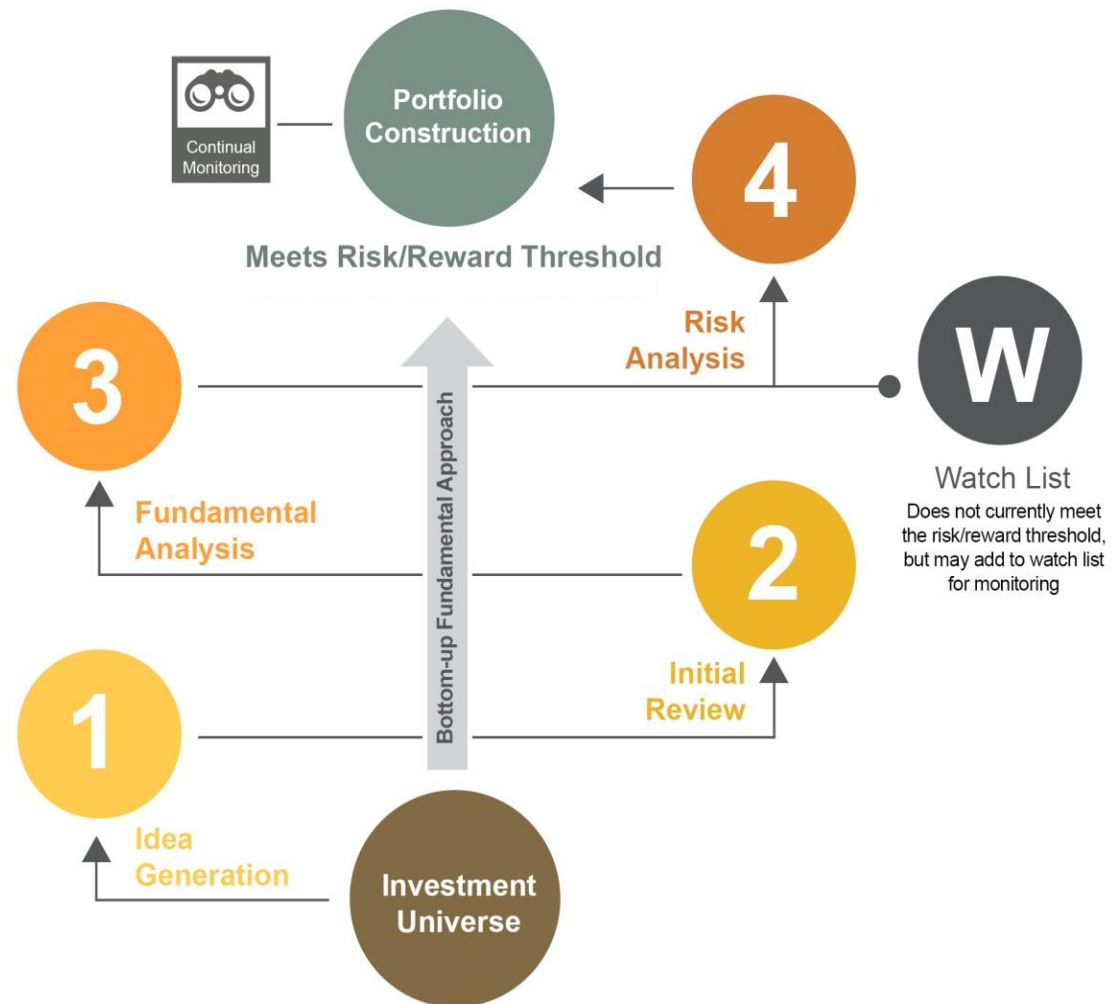 Portfolio
Construction
Continual
Monitoring
4
Meets Risk/Reward Threshold
3
Risk
Analysis
W
Watch List
Does not currently meet
the risk/reward threshold,
but may add to watch list
for monitoring
Bottom-up Fundamental Approach
Fundamental
Analysis
2
1
Initial
Review
Idea
Generation
Investment
Universe